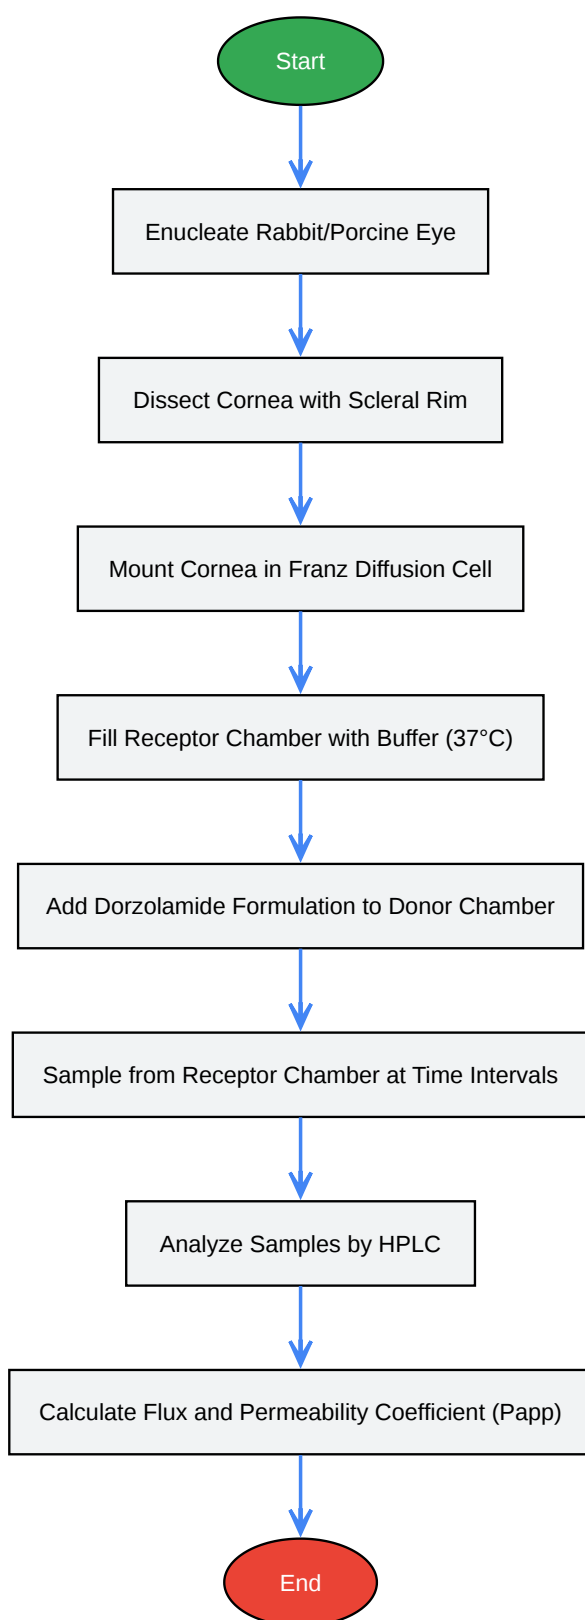 Start
Enucleate Rabbit/Porcine Eye
Dissect Cornea with Scleral Rim
Mount Cornea in Franz Diffusion Cell
Fill Receptor Chamber with Buffer (37°C)
Add Dorzolamide Formulation to Donor Chamber
Sample from Receptor Chamber at Time Intervals
Analyze Samples by HPLC
Calculate Flux and Permeability Coefficient (Papp)
End